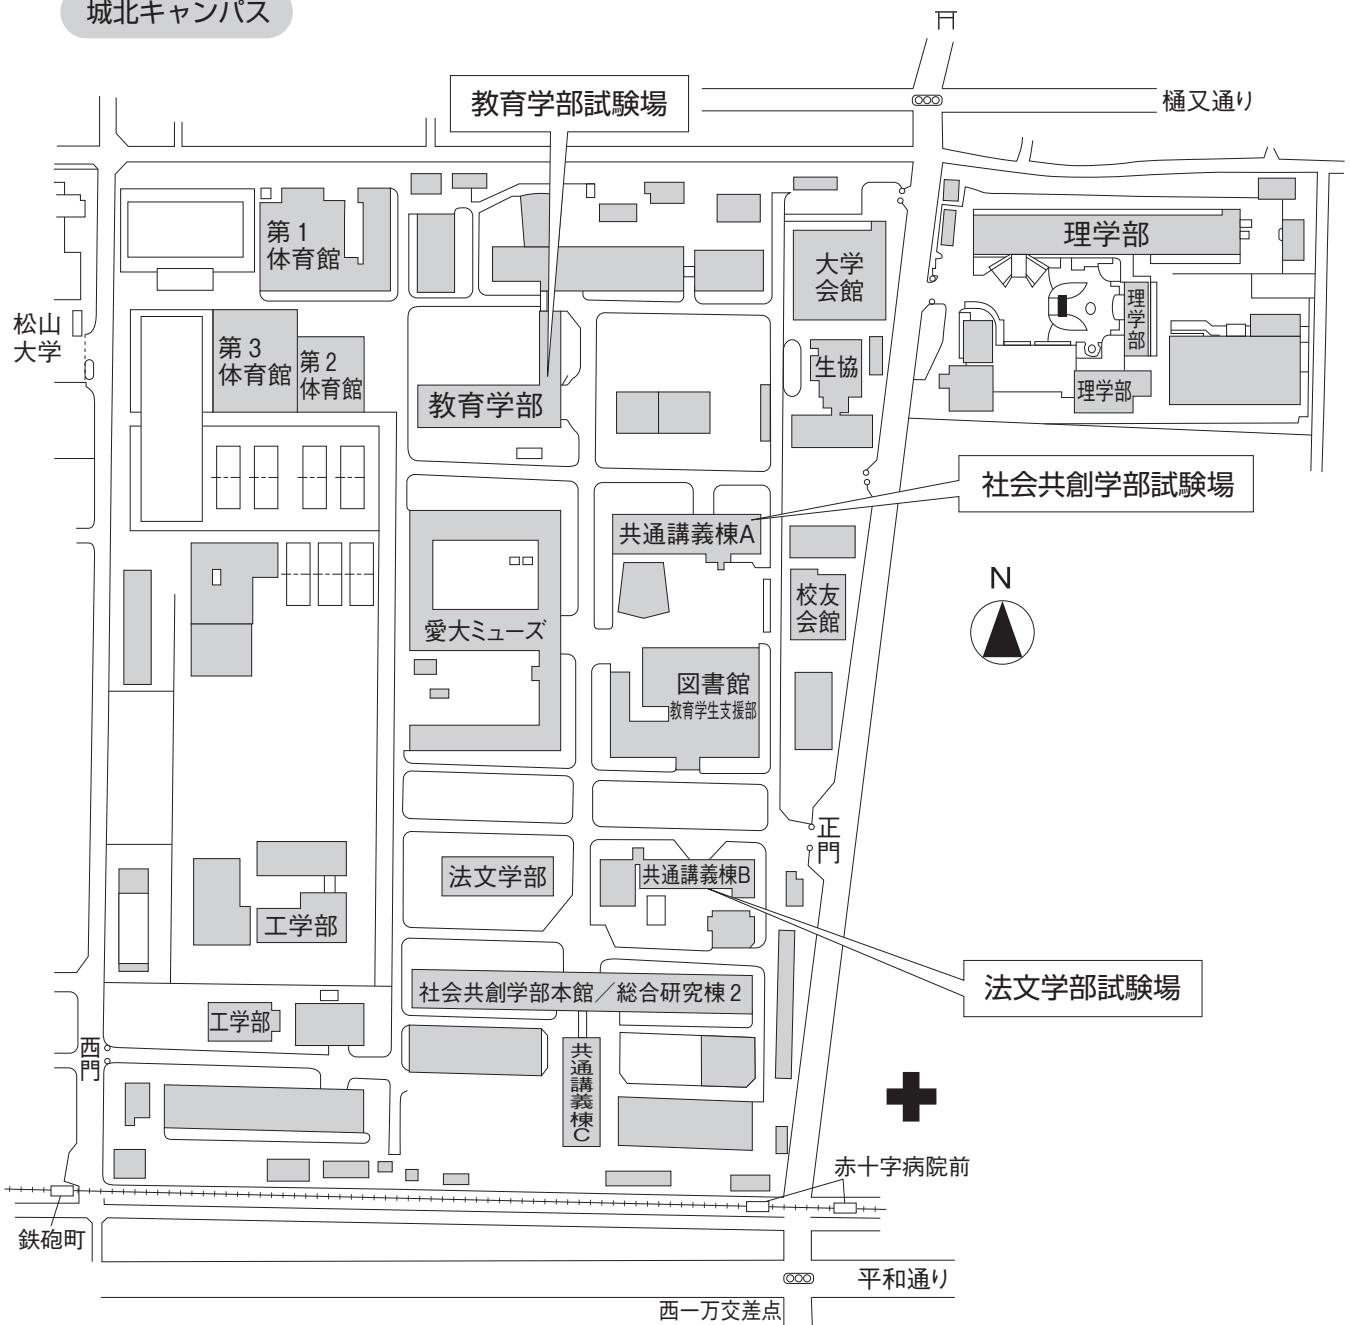 城北キャンパス
教育学部試験場
樋又通り
第1
体育館
大学
会館
理学部
理
学
部
松山
大学
第3
体育館
第2
体育館
生協
理学部
教育学部
社会共創学部試験場
共通講義棟A
N
校友
会館
愛大ミューズ
図書館
教育学生支援部
正
門
法文学部
共通講義棟B
工学部
法文学部試験場
社会共創学部本館／総合研究棟2
工学部
西
門
共
通
講
義
棟
C
赤十字病院前
鉄砲町
平和通り
西一万交差点